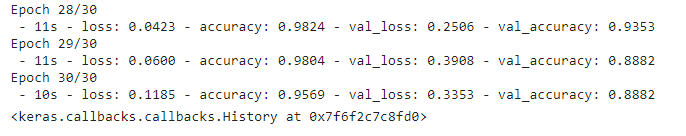 Epoch 28/30
 - 11s - loss: 0.0423 - accuracy: 0.9824 - val_loss: 0.2506 - val_accuracy: 0.9353
Epoch 29/30
 - 11s - loss: 0.0600 - accuracy: 0.9804 - val_loss: 0.3908 - val_accuracy: 0.8882
Epoch 30/30
 - 10s - loss: 0.1185 - accuracy: 0.9569 - val_loss: 0.3353 - val_accuracy: 0.8882
<keras.callbacks.callbacks.History at 0x7f6f2c7c8fd0>